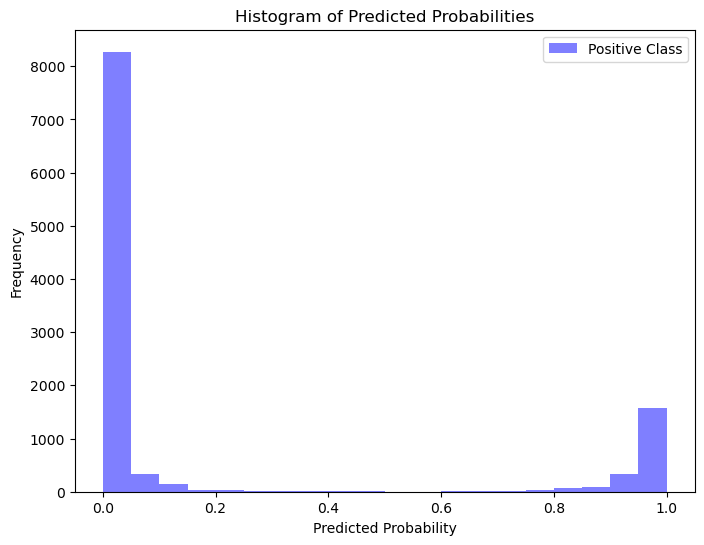 Histogram of Predicted Probabilities
Positive Class
8000
7000
6000
5000
4000
3000
2000
1000
0
Frequency
0.0 0.2 0.4 0.6 0.8 1.0
Predicted Probability